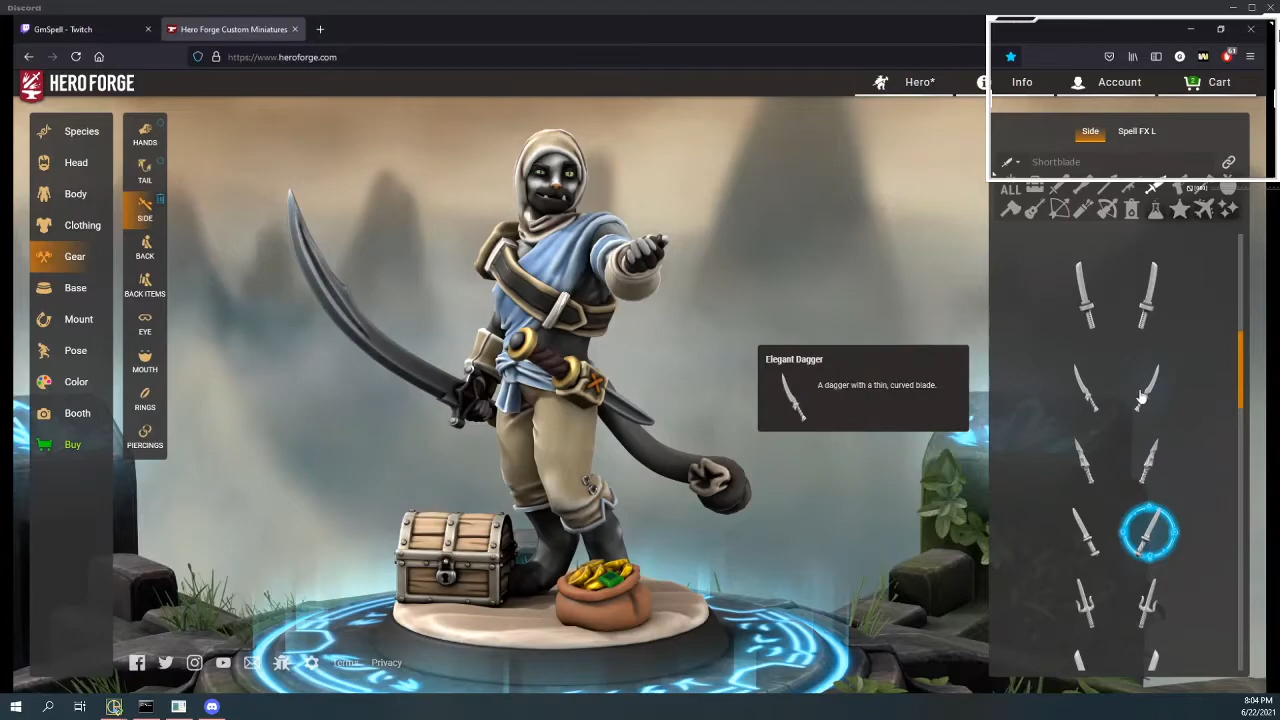 Discord
GmSpell - Twitch
Hero Forge Custom Miniatures
https://www.heroforge.com
61
HERO FORGE
Hero*
Info
Account
2
Cart
Species
Head
Body
Clothing
Gear
Base
Mount
Pose
Color
Booth
Buy
HANDS
TAIL
SIDE
BACK
BACK ITEMS
EYE
MOUTH
RINGS
PIERCINGS
Side
Spell FX L
Shortblade
ALL
Elegant Dagger
A dagger with a thin, curved blade.
Terms
Privacy
8:04 PM
6/22/2021